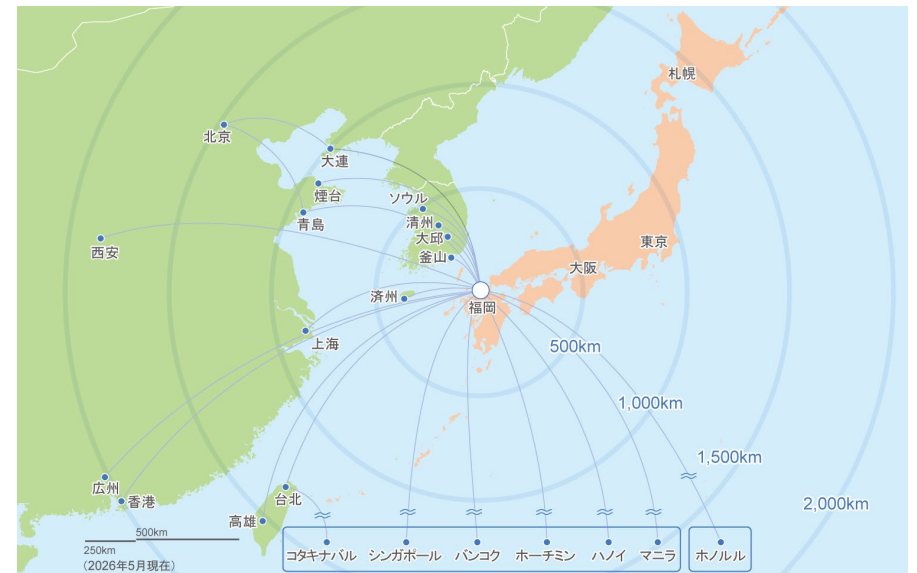 札幌
北京
大連
煙台
ソウル
青島
清州
大邱
釜山
西安
東京
大阪
済州
福岡
上海
500km
1,000km
1,500km
2,000km
広州
香港
台北
高雄
500km
250km
(2026年5月現在)
コタキナバル
シンガポール
バンコク
ホーチミン
ハノイ
マニラ
ホノルル